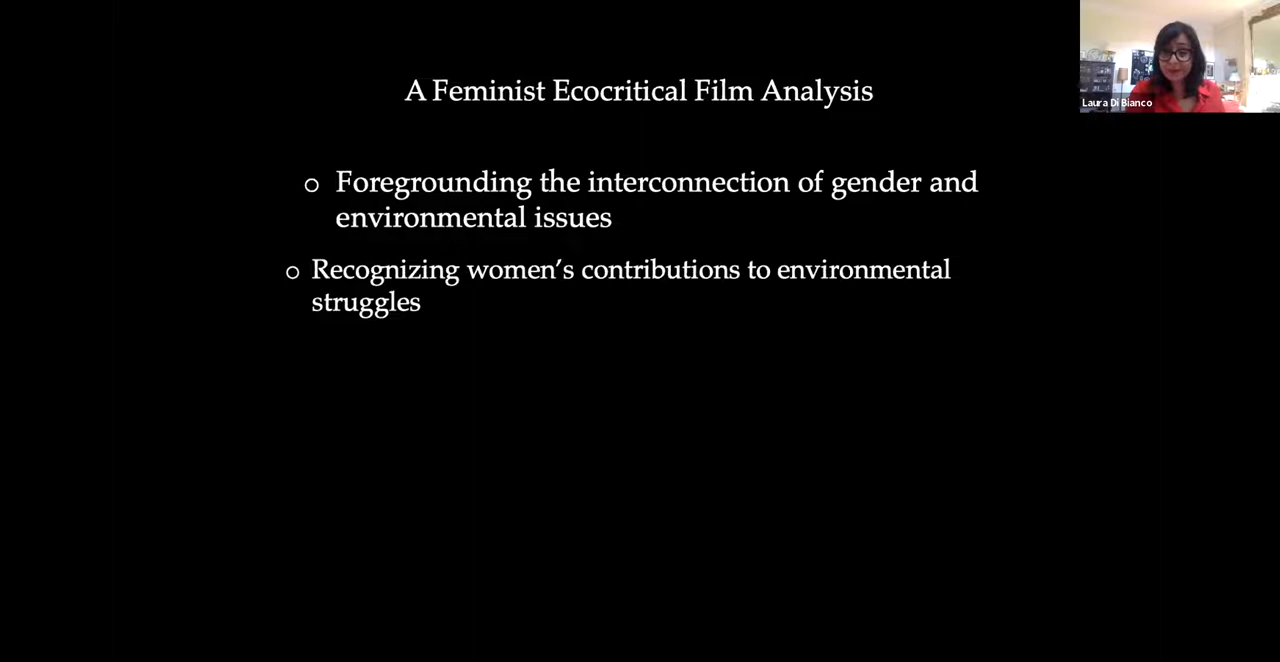 A Feminist Ecocritical Film Analysis
Laura Di Bianco
o Foregrounding the interconnection of gender and
environmental issues
o Recognizing women’s contributions to environmental
struggles